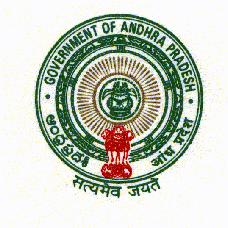 GOVERNMENT OF ANDHRA PRADESH
ఆంధ్రప్రదేశ్
आंध्र प्रदेश
सत्यमेव जयते